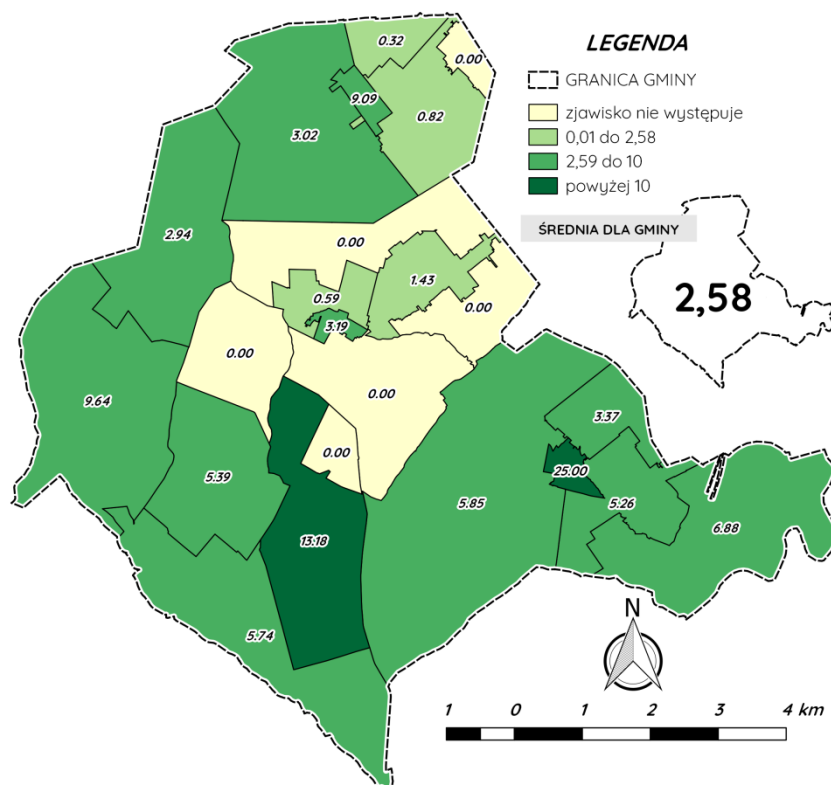 LEGENDA
GRANICA GMINY
zjawisko nie występuje
0,01 do 2,58
2,59 do 10
powyżej 10
ŚREDNIA DLA GMINY
2,58
0.32
0.00
9.09
0.82
3.02
2.94
0.00
1.43
0.59
0.00
3.19
0.00
0.00
9.64
3.37
0.00
5.39
25.00
5.85
5.26
6.88
13.18
5.74
N
1 0 1 2 3 4 km